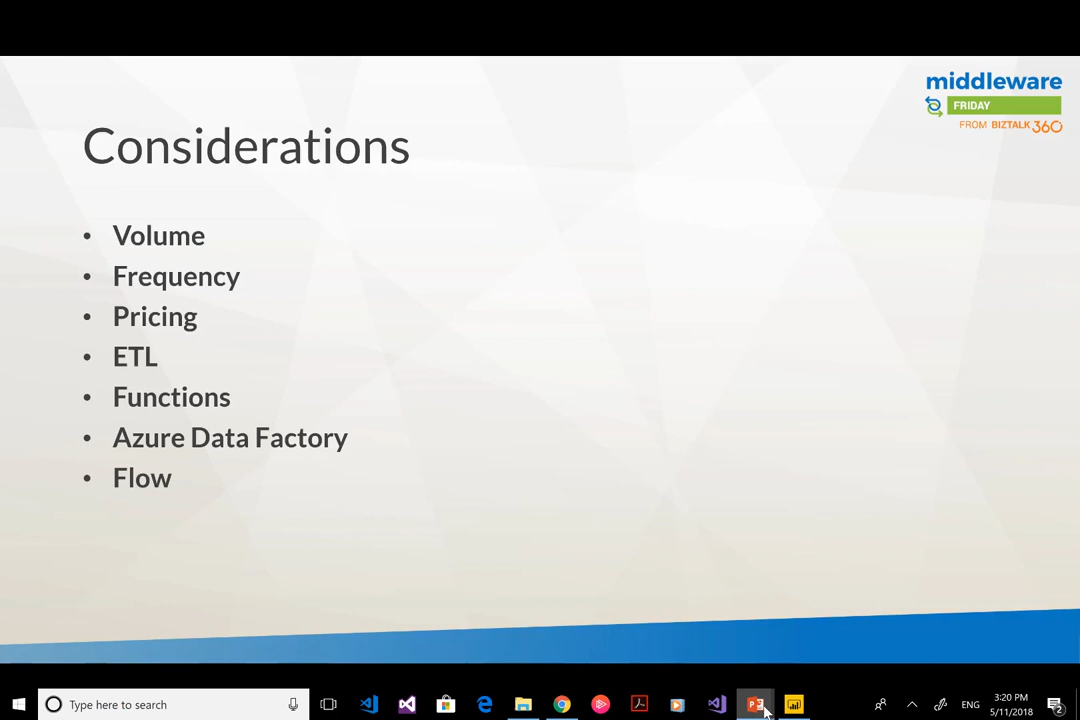 middleware
FRIDAY
FROM BIZTALK 360
Considerations
• Volume
• Frequency
• Pricing
• ETL
• Functions
• Azure Data Factory
• Flow
Type here to search
ENG
3:20 PM
5/11/2018
2